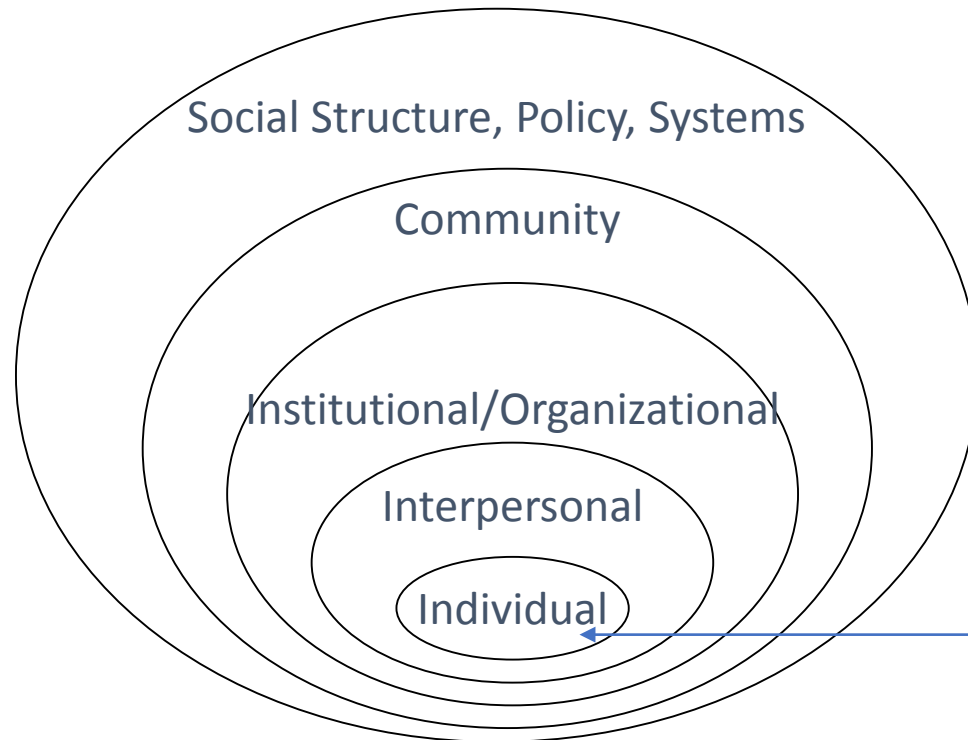 Social Structure, Policy, Systems
Community
Institutional/Organizational
Interpersonal
Individual